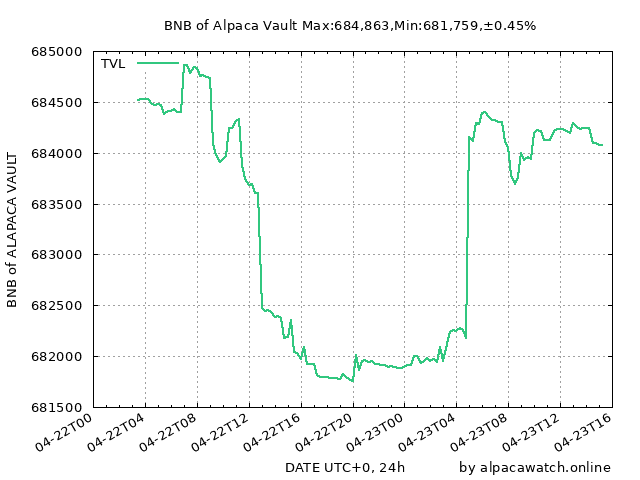 BNB of Alpaca Vault Max:684,863,Min:681,759,±0.45%
TVL
685000
684500
684000
683500
683000
682500
682000
681500
BNB of ALAPACA VAULT
04-22T00
04-22T04
04-22T08
04-22T12
04-22T16
04-22T20
04-23T00
04-23T04
04-23T08
04-23T12
04-23T16
DATE UTC+0, 24h
by alpacawatch.online